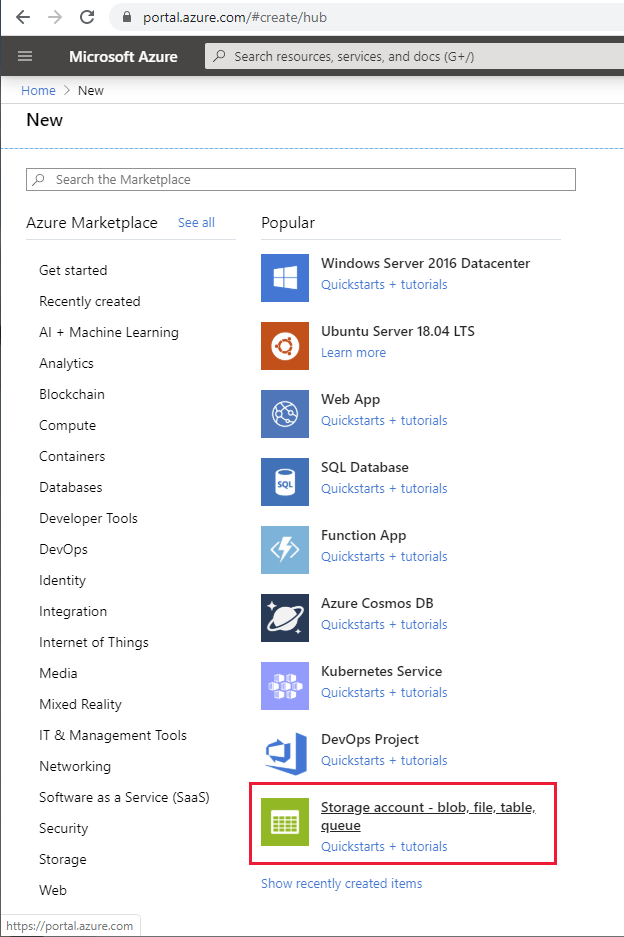 portal.azure.com/#create/hub
Microsoft Azure
Search resources, services, and docs (G+/)
Home > New
New
Search the Marketplace
Azure Marketplace
See all
Get started
Recently created
AI + Machine Learning
Analytics
Blockchain
Compute
Containers
Databases
Developer Tools
DevOps
Identity
Integration
Internet of Things
Media
Mixed Reality
IT & Management Tools
Networking
Software as a Service (SaaS)
Security
Storage
Web
Popular
Windows Server 2016 Datacenter
Quickstarts + tutorials
Ubuntu Server 18.04 LTS
Learn more
Web App
Quickstarts + tutorials
SQL
SQL Database
Quickstarts + tutorials
Function App
Quickstarts + tutorials
Azure Cosmos DB
Quickstarts + tutorials
Kubernetes Service
Quickstarts + tutorials
DevOps Project
Quickstarts + tutorials
Storage account - blob, file, table,
queue
Quickstarts + tutorials
Show recently created items
https://portal.azure.com